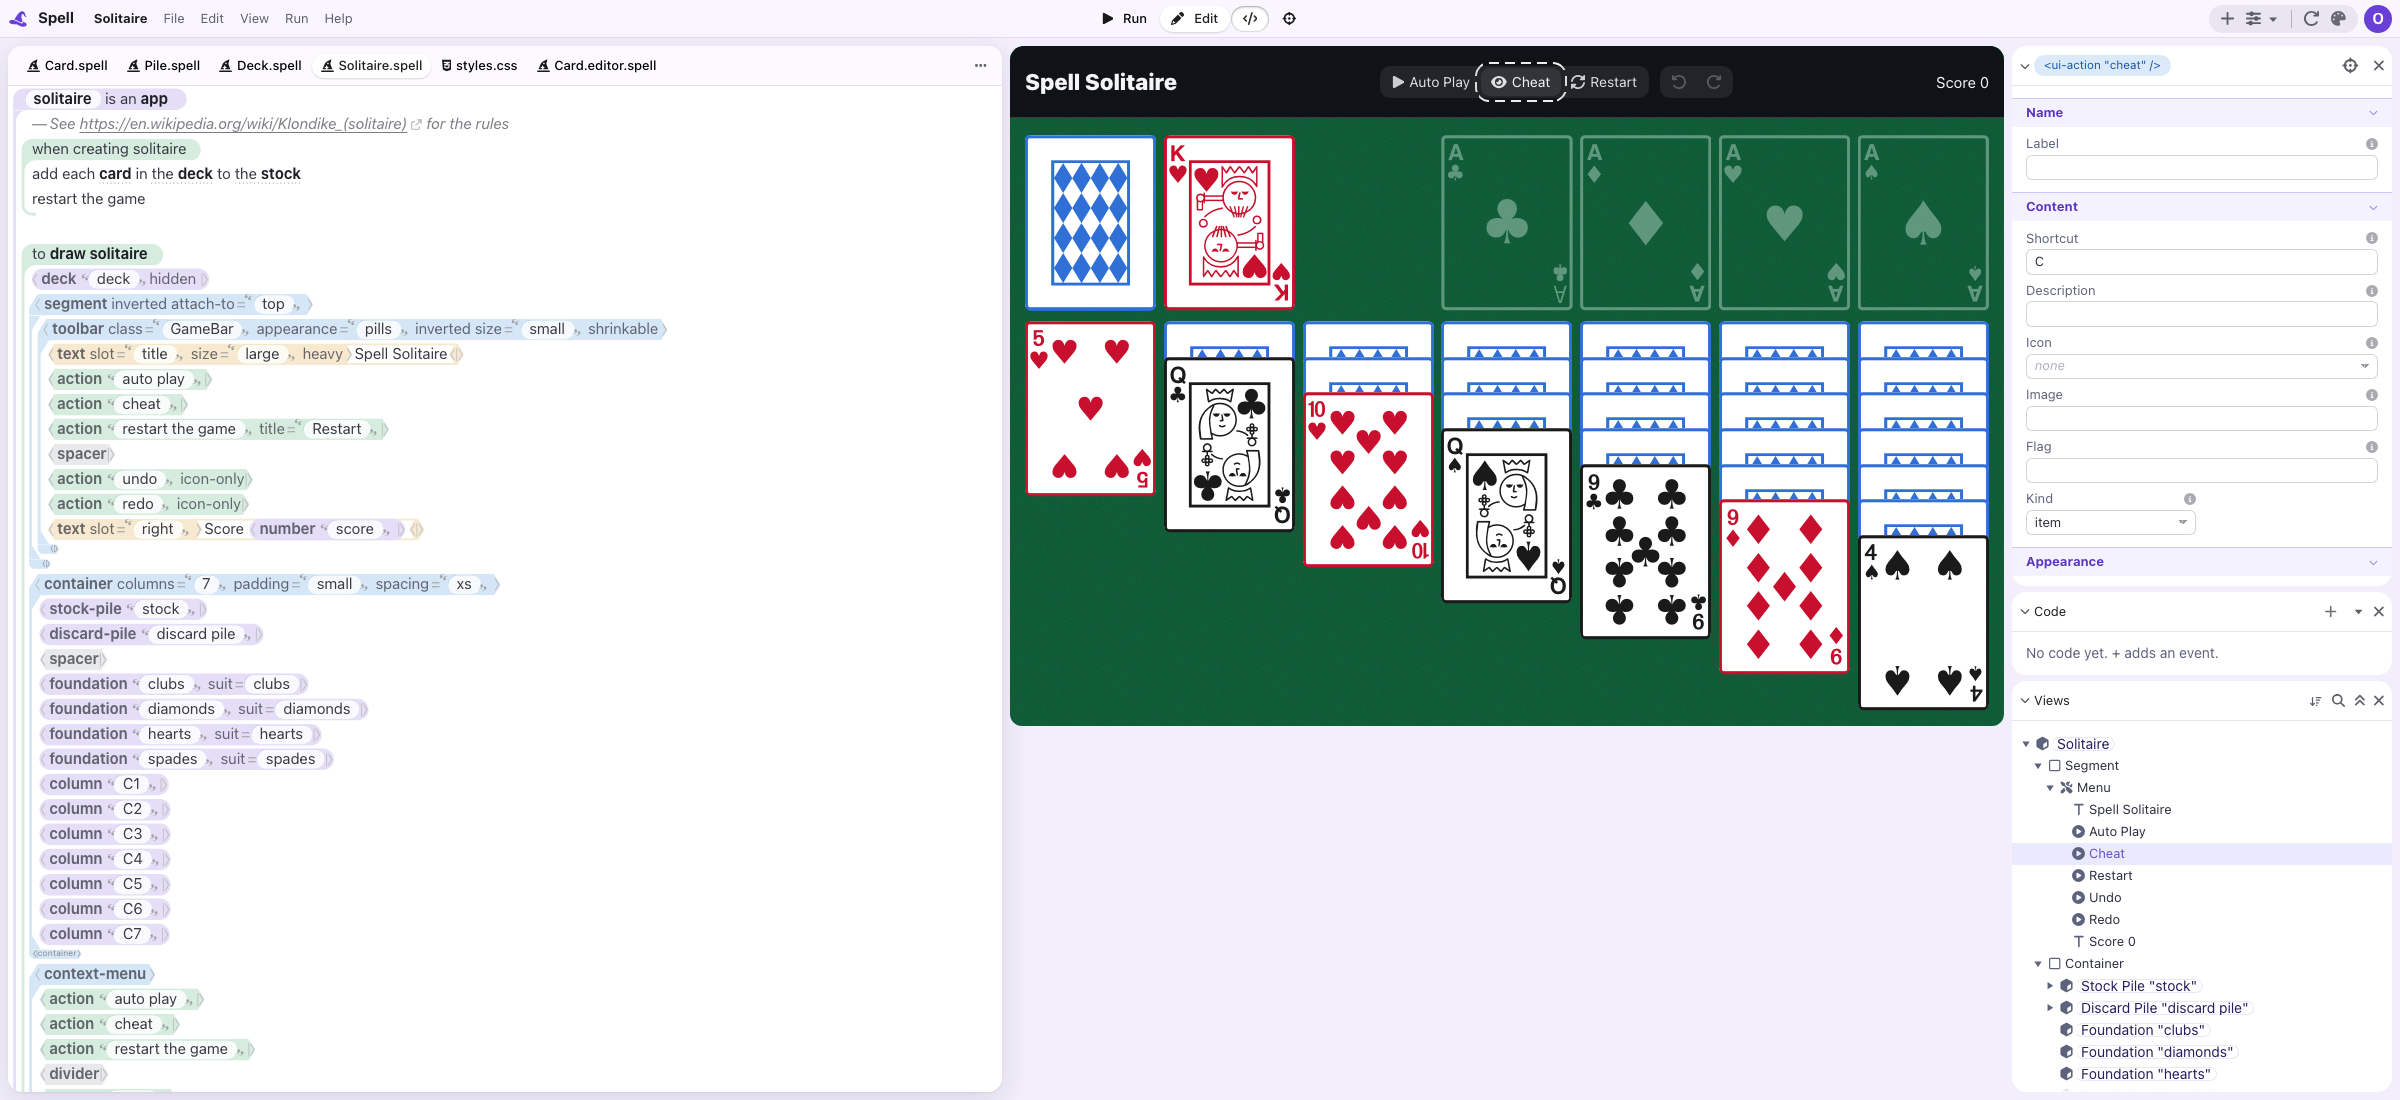 Spell Solitaire File Edit View Run Help
Run Edit </>
O
Card.spell Pile.spell Deck.spell Solitaire.spell styles.css Card.editor.spell
solitaire is an app
— See https://en.wikipedia.org/wiki/Klondike_(solitaire) for the rules
when creating solitaire
add each card in the deck to the stock
restart the game
to draw solitaire
deck “ deck ” hidden
segment inverted attach-to=“ top ”
toolbar class=“ GameBar ” appearance=“ pills ” inverted size=“ small ” shrinkable
text slot=“ title ” size=“ large ” heavy Spell Solitaire
action “ auto play ”
action “ cheat ”
action “ restart the game ” title=“ Restart ”
spacer
action “ undo ” icon-only
action “ redo ” icon-only
text slot=“ right ” Score number “ score ”
container columns=“ 7 ” padding=“ small ” spacing=“ xs ”
stock-pile “ stock ”
discard-pile “ discard pile ”
spacer
foundation “ clubs ” suit= clubs
foundation “ diamonds ” suit= diamonds
foundation “ hearts ” suit= hearts
foundation “ spades ” suit= spades
column “ C1 ”
column “ C2 ”
column “ C3 ”
column “ C4 ”
column “ C5 ”
column “ C6 ”
column “ C7 ”
container
context-menu
action “ auto play ”
action “ cheat ”
action “ restart the game ”
divider
Spell Solitaire
Auto Play Cheat Restart
Score 0
K K
A A
A A
A A
A A
5 5
Q Q
10 10
Q Q
9 9
9 9
4 4
<ui-action "cheat" />
Name
Label
Content
Shortcut
C
Description
Icon
none
Image
Flag
Kind
item
Appearance
Code
No code yet. + adds an event.
Views
Solitaire
Segment
Menu
Spell Solitaire
Auto Play
Cheat
Restart
Undo
Redo
Score 0
Container
Stock Pile "stock"
Discard Pile "discard pile"
Foundation "clubs"
Foundation "diamonds"
Foundation "hearts"